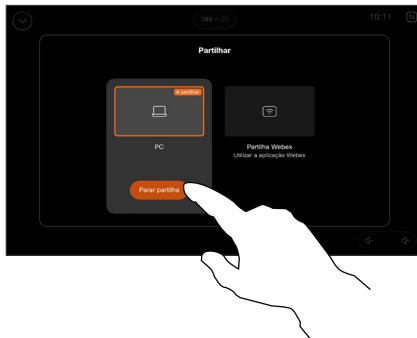 10:11
Partilhar
A partilhar
PC
Partilha Webex
Utilizar a aplicação Webex
Parar partilha